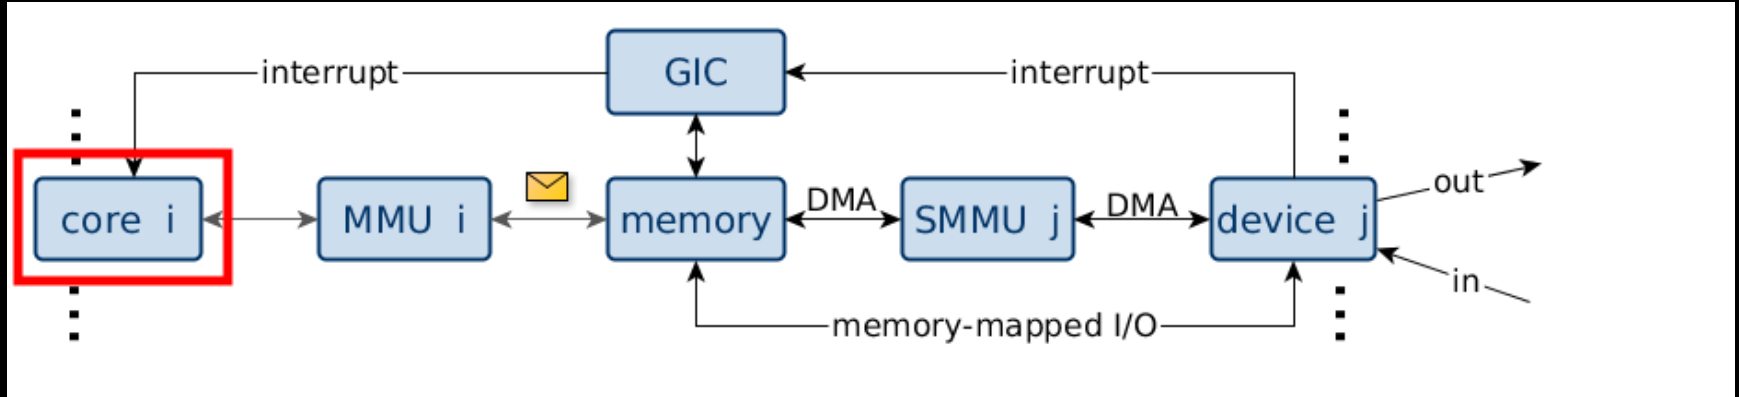 GIC
interrupt
interrupt
core i
MMU i
memory
DMA
SMMU j
DMA
device j
out
in
memory-mapped I/O